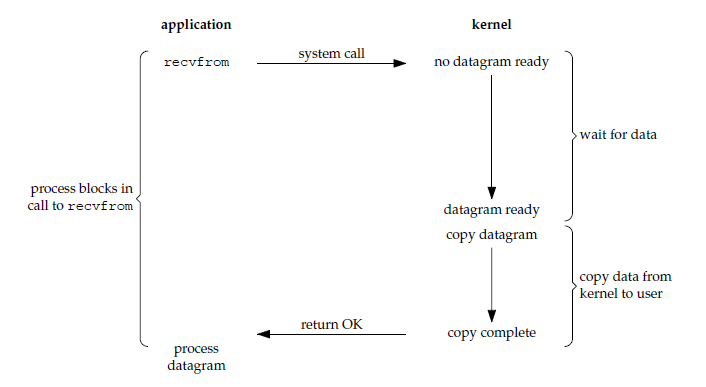 application
kernel
recvfrom
system call
no datagram ready
wait for data
process blocks in
call to recvfrom
datagram ready
copy datagram
copy data from
kernel to user
return OK
copy complete
process
datagram